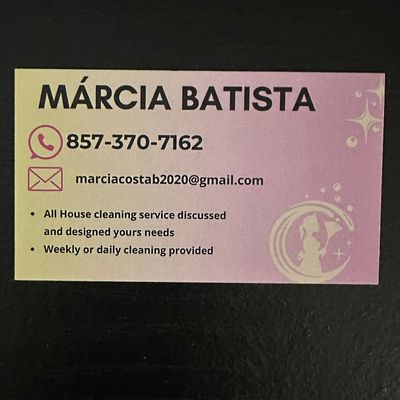 MÁRCIA BATISTA
857-370-7162
marciacostab2020@gmail.com
• All House cleaning service discussed
and designed yours needs
• Weekly or daily cleaning provided